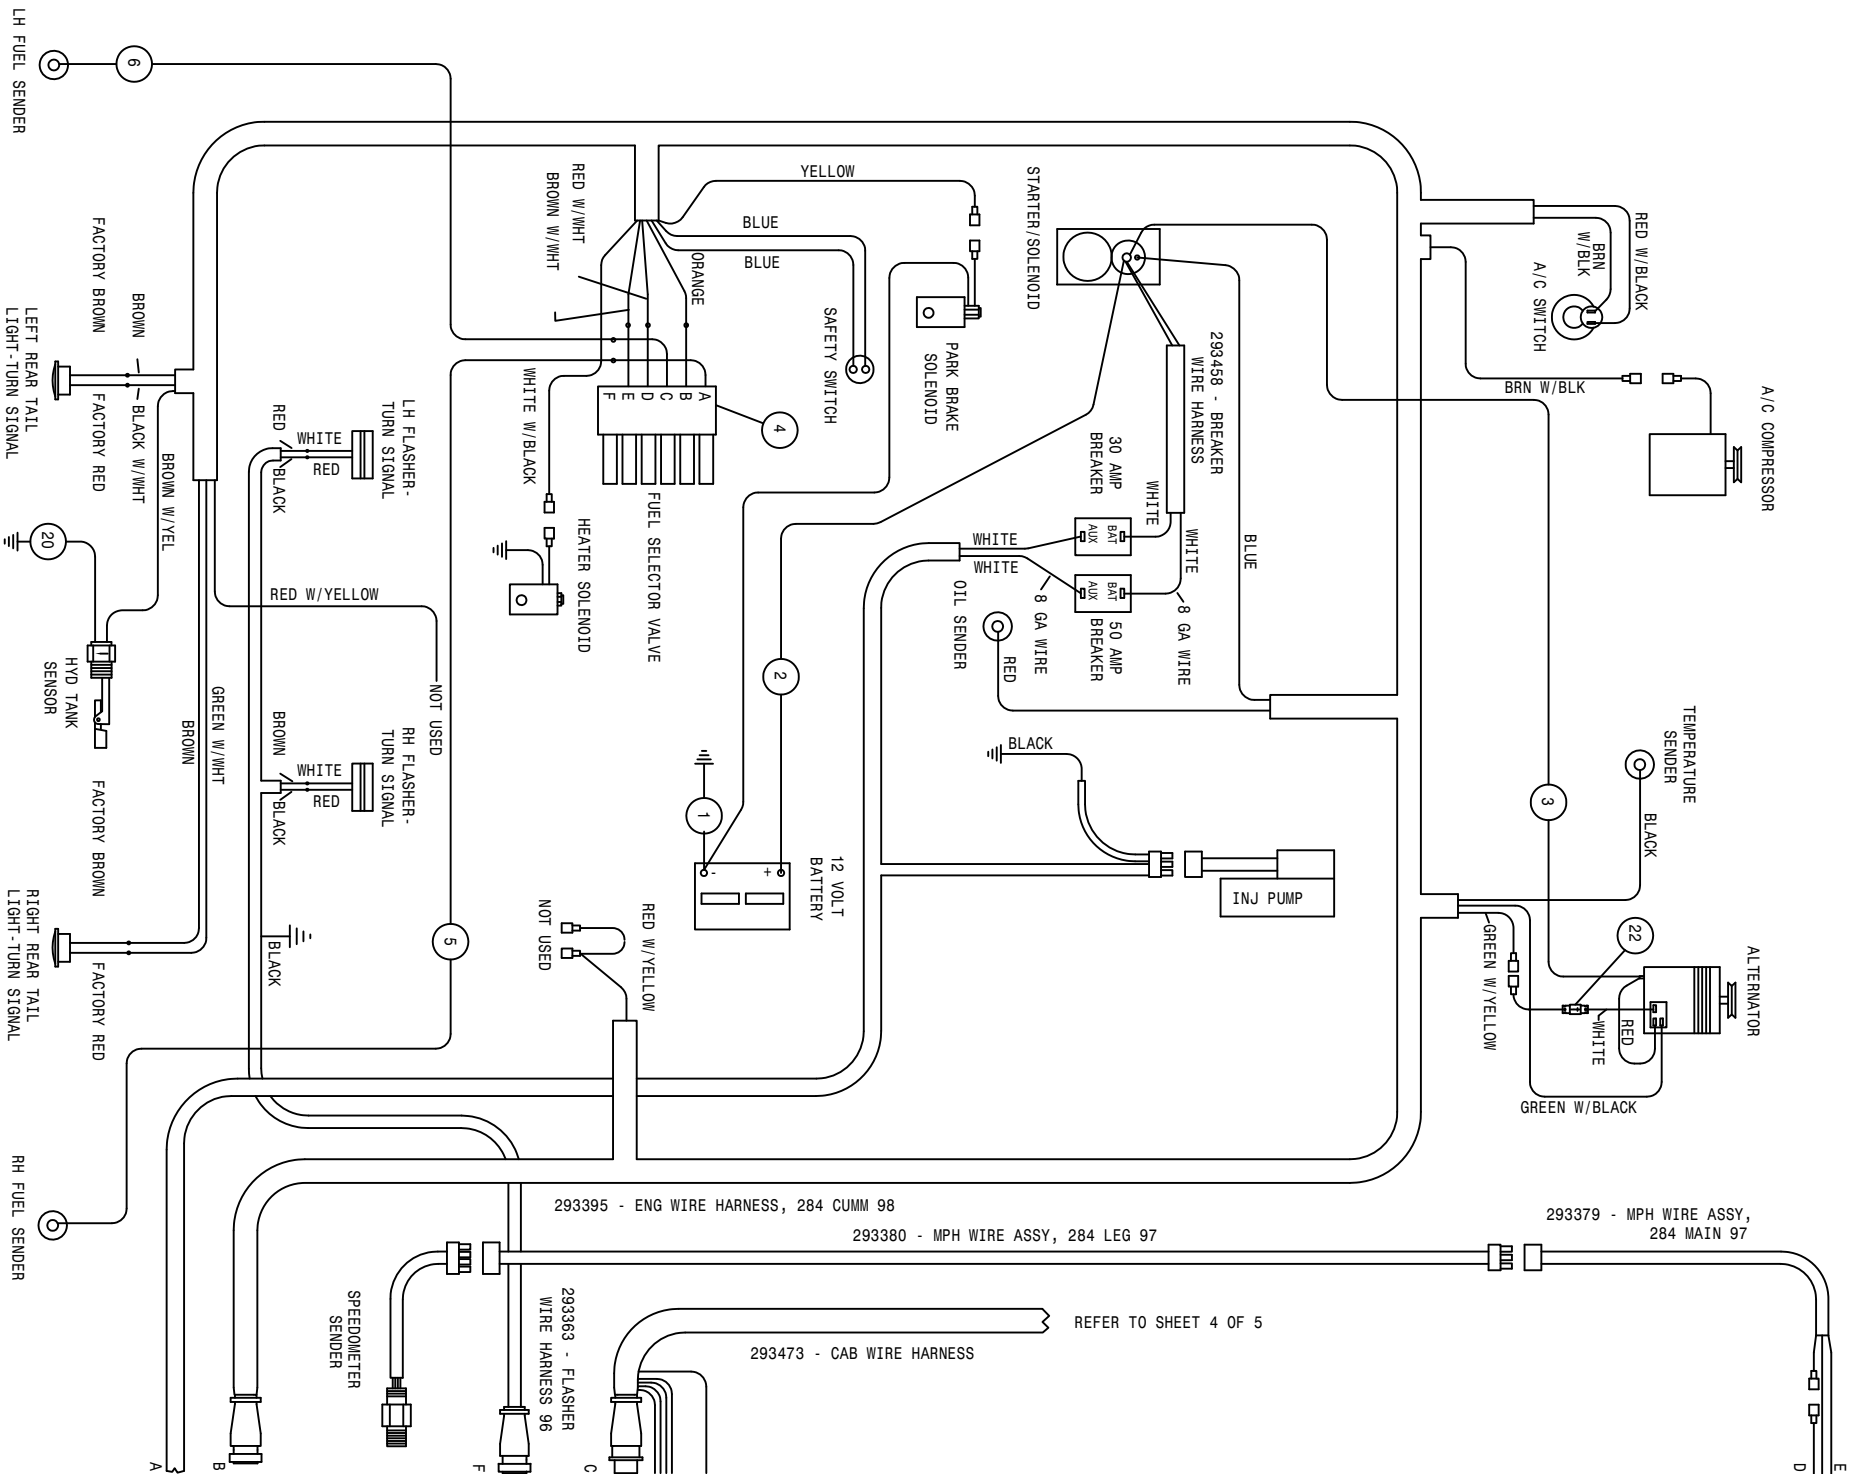 LH FUEL SENDER
6
LEFT REAR TAIL
LIGHT-TURN SIGNAL
FACTORY BROWN
FACTORY RED
BROWN
BLACK W/WHT
BROWN W/YEL
20
HYD TANK
SENSOR
FACTORY BROWN
FACTORY RED
RIGHT REAR TAIL
LIGHT-TURN SIGNAL
RH FUEL SENDER
LH FLASHER-
TURN SIGNAL
RED
WHITE
RED
BLACK
RED W/YELLOW
NOT USED
GREEN W/WHT
BROWN
RH FLASHER-
TURN SIGNAL
BROWN
WHITE
RED
BLACK
BLACK
5
RED W/WHT
BROWN W/WHT
ORANGE
YELLOW
BLUE
BLUE
SAFETY SWITCH
PARK BRAKE
SOLENOID
A
B
C
D
E
F
4
FUEL SELECTOR VALVE
WHITE W/BLACK
HEATER SOLENOID
STARTER/SOLENOID
293458 - BREAKER
WIRE HARNESS
30 AMP
BREAKER
WHITE
BAT
AUX
WHITE
BAT
AUX
50 AMP
BREAKER
8 GA WIRE
WHITE
WHITE
8 GA WIRE
BLUE
OIL SENDER
RED
2
1
12 VOLT
BATTERY
-
+
BLACK
INJ PUMP
NOT USED
RED W/YELLOW
RED W/BLACK
BRN
W/BLK
A/C SWITCH
BRN W/BLK
A/C COMPRESSOR
TEMPERATURE
SENDER
BLACK
3
22
ALTERNATOR
GREEN W/YELLOW
WHITE
RED
GREEN W/BLACK
293395 - ENG WIRE HARNESS, 284 CUMM 98
293380 - MPH WIRE ASSY, 284 LEG 97
293379 - MPH WIRE ASSY,
284 MAIN 97
SPEEDOMETER
SENDER
293363 - FLASHER
WIRE HARNESS 96
REFER TO SHEET 4 OF 5
293473 - CAB WIRE HARNESS
A
B
F
C
D
E